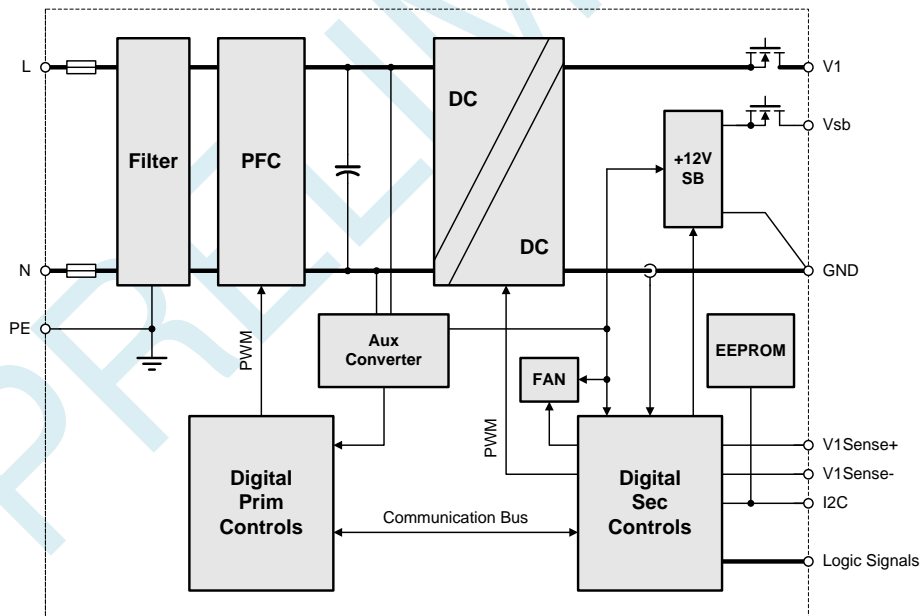 L
V1
DC
Vsb
Filter
PFC
+12V
SB
DC
N
GND
PE
PWM
Aux
Converter
EEPROM
FAN
PWM
V1Sense+
Digital
Prim
Controls
Digital
Sec
Controls
V1Sense-
I2C
Communication Bus
Logic Signals
PRELIM